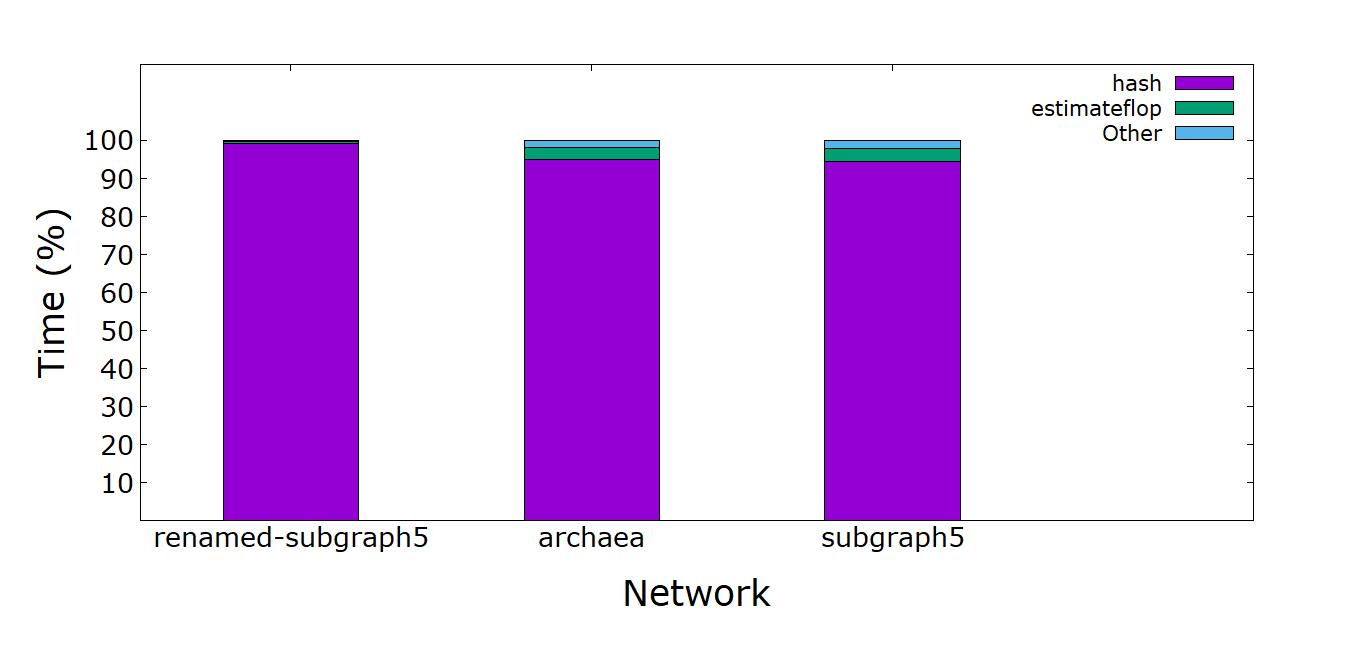 hash
estimateflop
Other
100
90
80
70
60
50
40
30
20
10
Time (%)
renamed-subgraph5 archaea subgraph5
Network